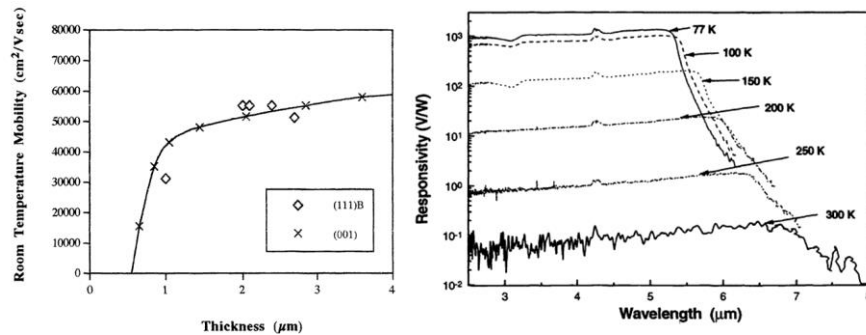 Room Temperature Mobility (cm²/Vsec)
80000
70000
60000
50000
40000
30000
20000
10000
0
0
1
2
3
4
Thickness (μm)
(111)B
(001)
Responsivity (V/W)
10³
10²
10¹
10⁰
10⁻¹
10⁻²
3
4
5
6
7
8
Wavelength (μm)
77 K
100 K
150 K
200 K
250 K
300 K